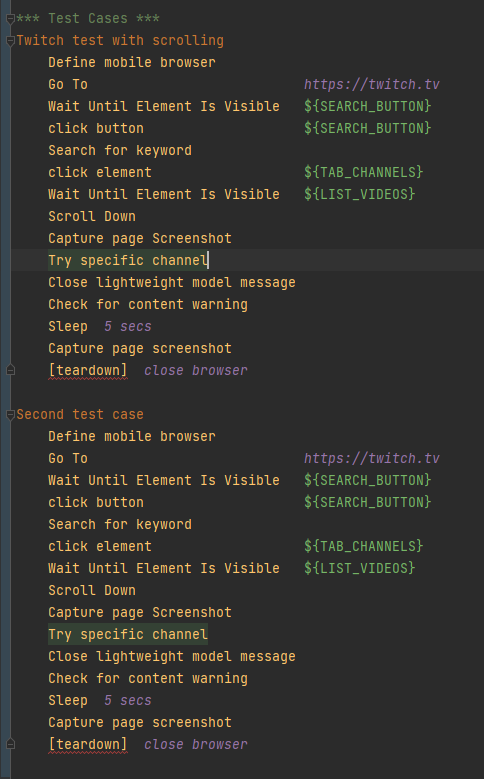 *** Test Cases ***
Twitch test with scrolling
Define mobile browser
Go To https://twitch.tv
Wait Until Element Is Visible ${SEARCH_BUTTON}
click button ${SEARCH_BUTTON}
Search for keyword
click element ${TAB_CHANNELS}
Wait Until Element Is Visible ${LIST_VIDEOS}
Scroll Down
Capture page Screenshot
Try specific channel
Close lightweight model message
Check for content warning
Sleep 5 secs
Capture page screenshot
[teardown] close browser
Second test case
Define mobile browser
Go To https://twitch.tv
Wait Until Element Is Visible ${SEARCH_BUTTON}
click button ${SEARCH_BUTTON}
Search for keyword
click element ${TAB_CHANNELS}
Wait Until Element Is Visible ${LIST_VIDEOS}
Scroll Down
Capture page Screenshot
Try specific channel
Close lightweight model message
Check for content warning
Sleep 5 secs
Capture page screenshot
[teardown] close browser